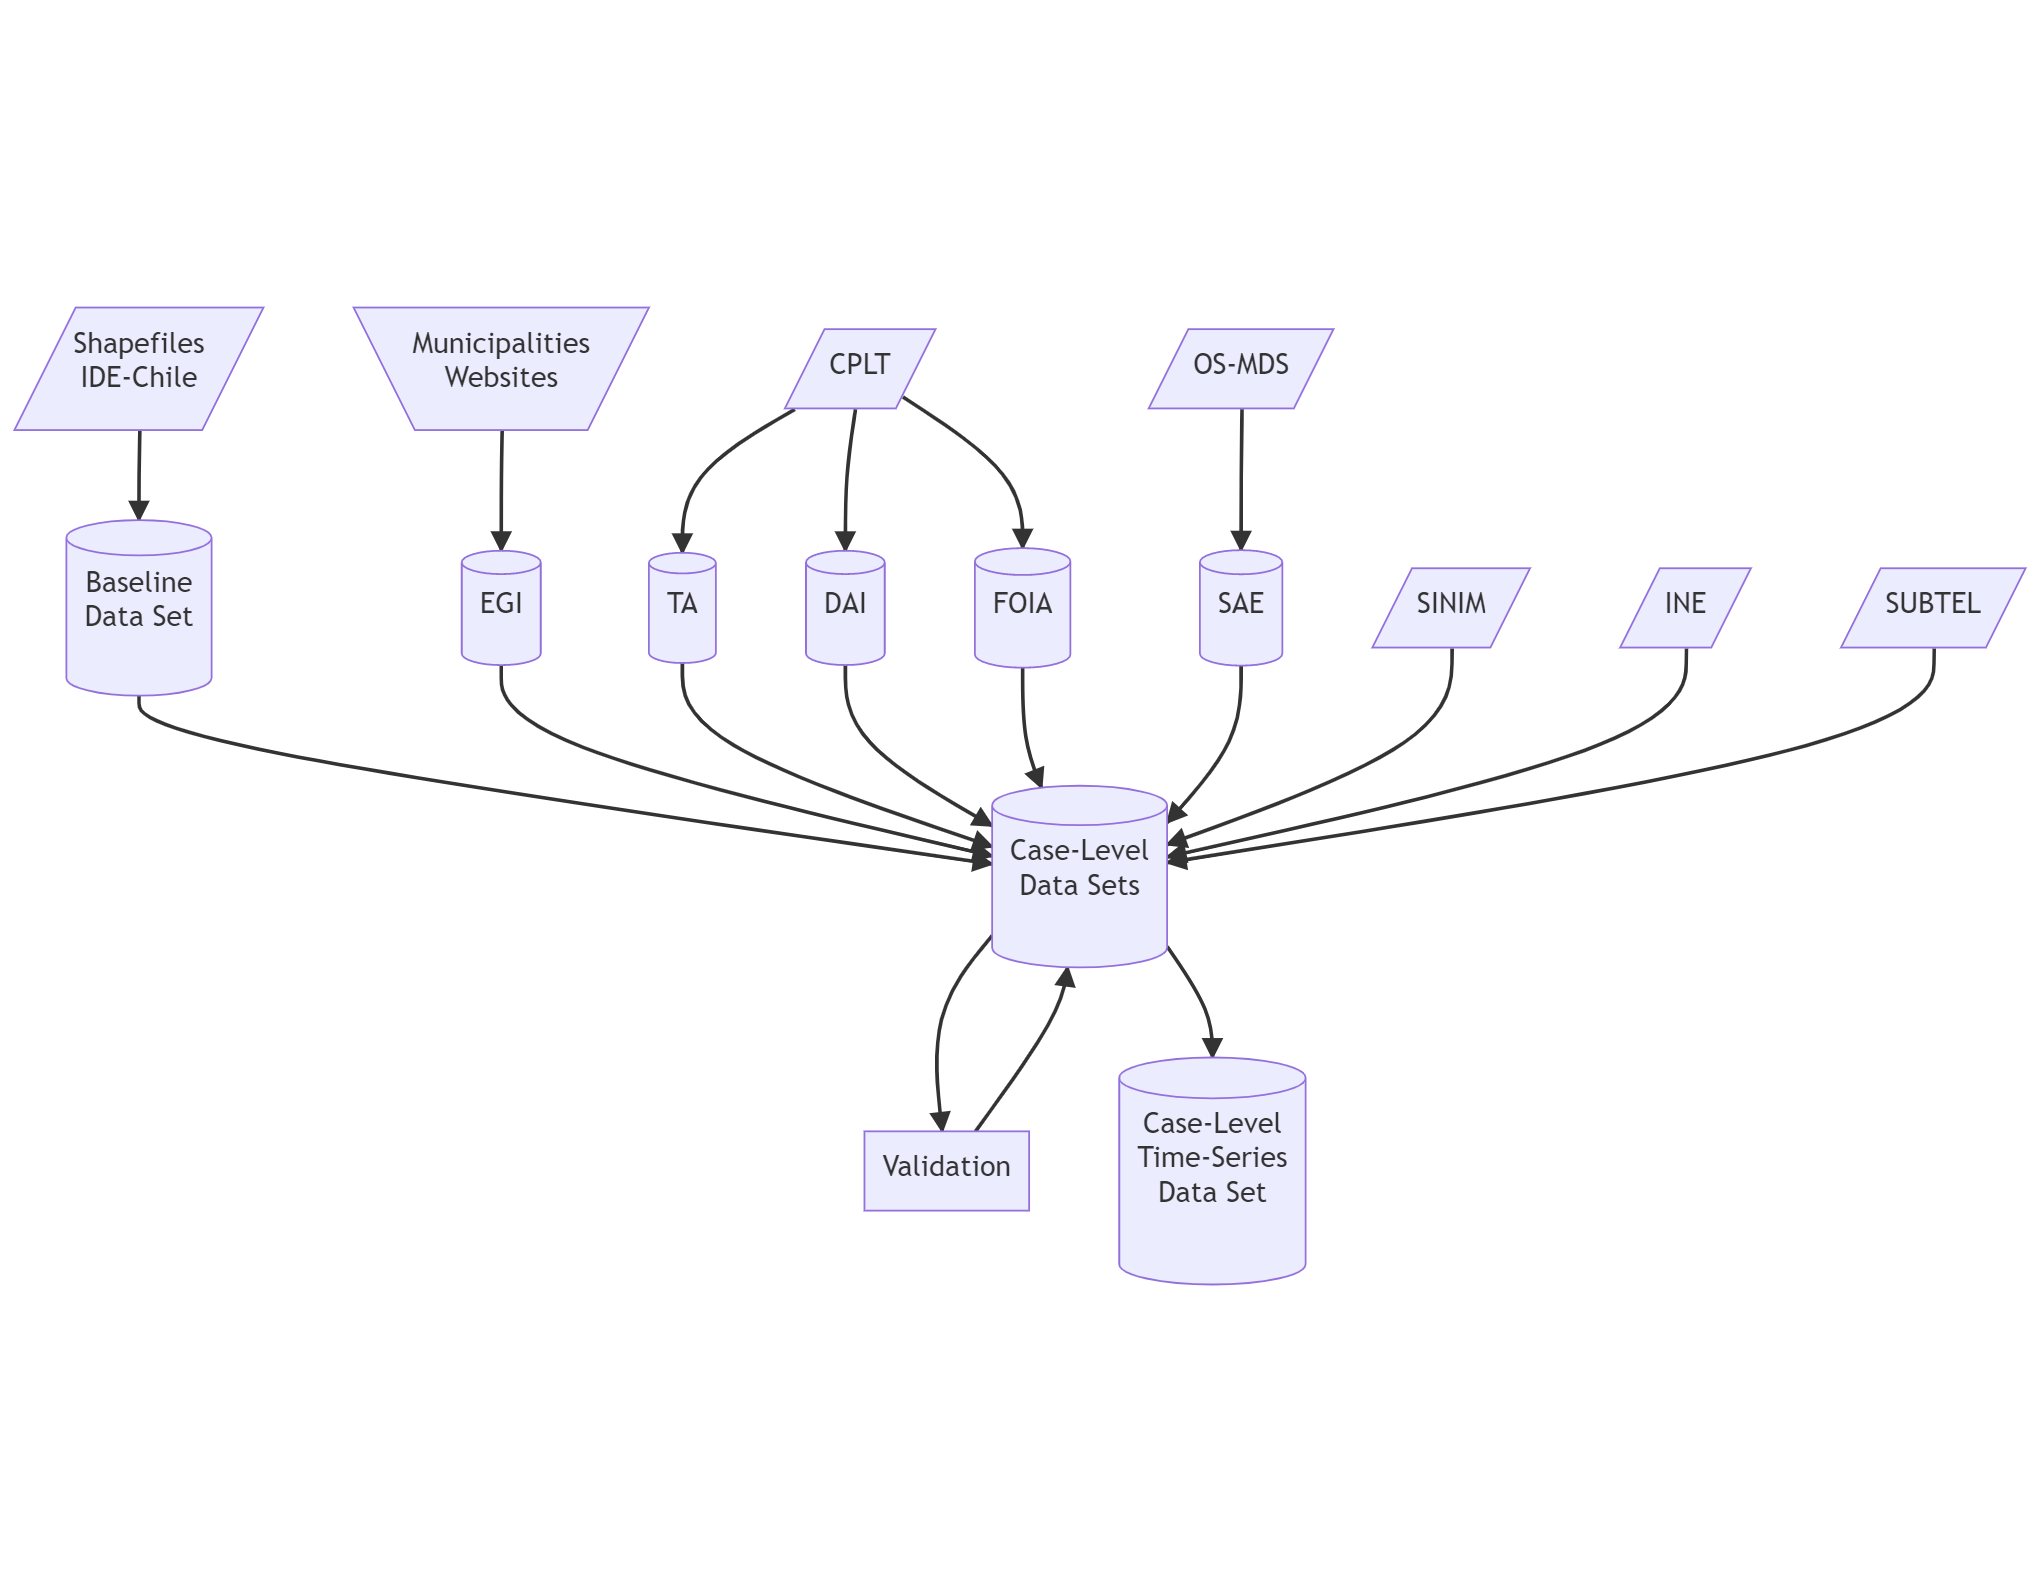 Shapefiles
IDE-Chile
Municipalities
Websites
CPLT
OS-MDS
Baseline
Data Set
EGI
TA
DAI
FOIA
SAE
SINIM
INE
SUBTEL
Case-Level
Data Sets
Validation
Case-Level
Time-Series
Data Set